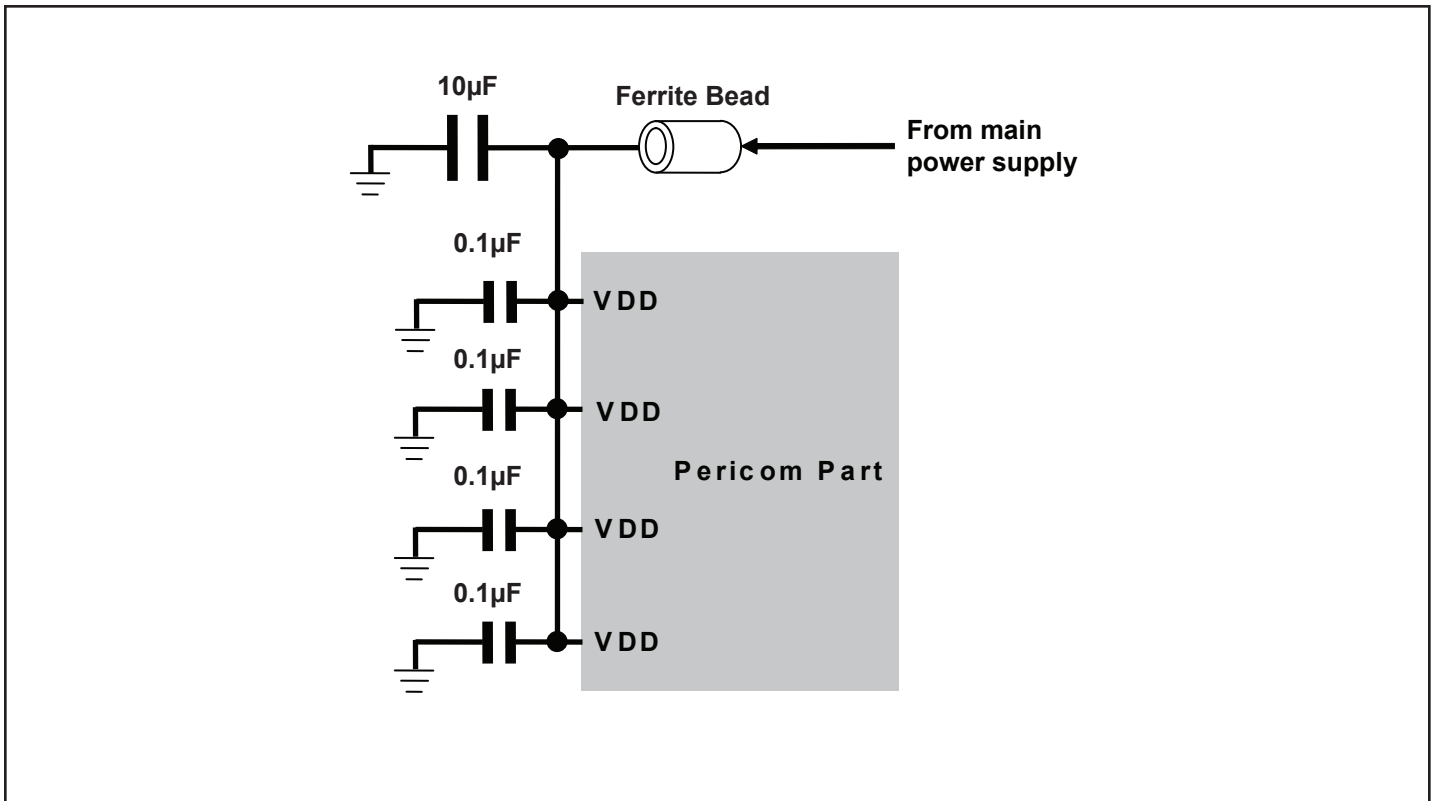 10µF
Ferrite Bead
From main
power supply
0.1µF
VDD
0.1µF
VDD
Pericom Part
0.1µF
VDD
0.1µF
VDD